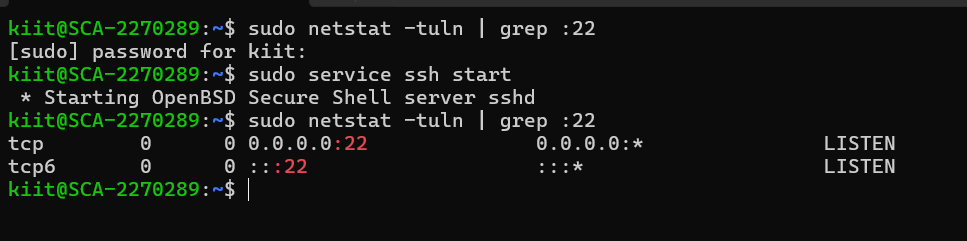 kiit@SCA-2270289:~$ sudo netstat -tuln | grep :22
[sudo] password for kiit:
kiit@SCA-2270289:~$ sudo service ssh start
 * Starting OpenBSD Secure Shell server sshd
kiit@SCA-2270289:~$ sudo netstat -tuln | grep :22
tcp        0      0 0.0.0.0:22              0.0.0.0:*               LISTEN
tcp6       0      0 :::22                   :::*                    LISTEN
kiit@SCA-2270289:~$